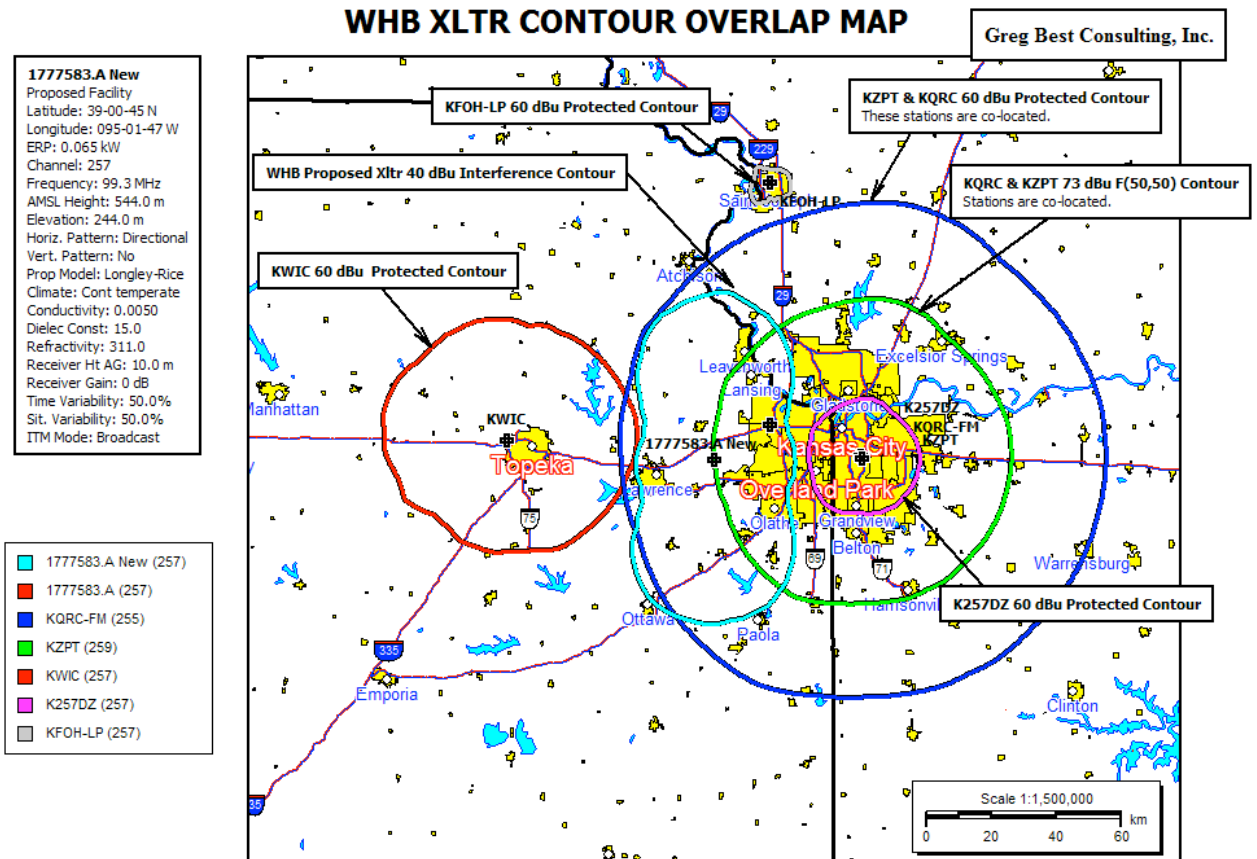 WHB XLTR CONTOUR OVERLAP MAP
Greg Best Consulting, Inc.
1777583.A New
Proposed Facility
Latitude: 39-00-45 N
Longitude: 095-01-47 W
ERP: 0.065 kW
Channel: 257
Frequency: 99.3 MHz
AMSL Height: 544.0 m
Elevation: 244.0 m
Horiz. Pattern: Directional
Vert. Pattern: No
Prop Model: Longley-Rice
Climate: Cont temperate
Conductivity: 0.0050
Dielec Const: 15.0
Refractivity: 311.0
Receiver Ht AG: 10.0 m
Receiver Gain: 0 dB
Time Variability: 50.0%
Sit. Variability: 50.0%
ITM Mode: Broadcast
KFOH-LP 60 dBu Protected Contour
KZPT & KQRC 60 dBu Protected Contour
These stations are co-located.
WHB Proposed Xltr 40 dBu Interference Contour
KQRC & KZPT 73 dBu F(50,50) Contour
Stations are co-located.
KWIC 60 dBu Protected Contour
29
229
KFOH-LP
Atchison
29
Leavenworth
Lansing
Excelsior Springs
Manhattan
Gladstone
K257DZ
KWIC
KQRC-FM
KZPT
1777583.A New
Kansas City
Topeka
Lawrence
Overland Park
75
Olathe
Grandview
Belton
69
71
Warrensburg
K257DZ 60 dBu Protected Contour
Ottawa
Paola
335
Emporia
Clinton
35
1777583.A New (257)
1777583.A (257)
KQRC-FM (255)
KZPT (259)
KWIC (257)
K257DZ (257)
KFOH-LP (257)
Scale 1:1,500,000
km
0 20 40 60